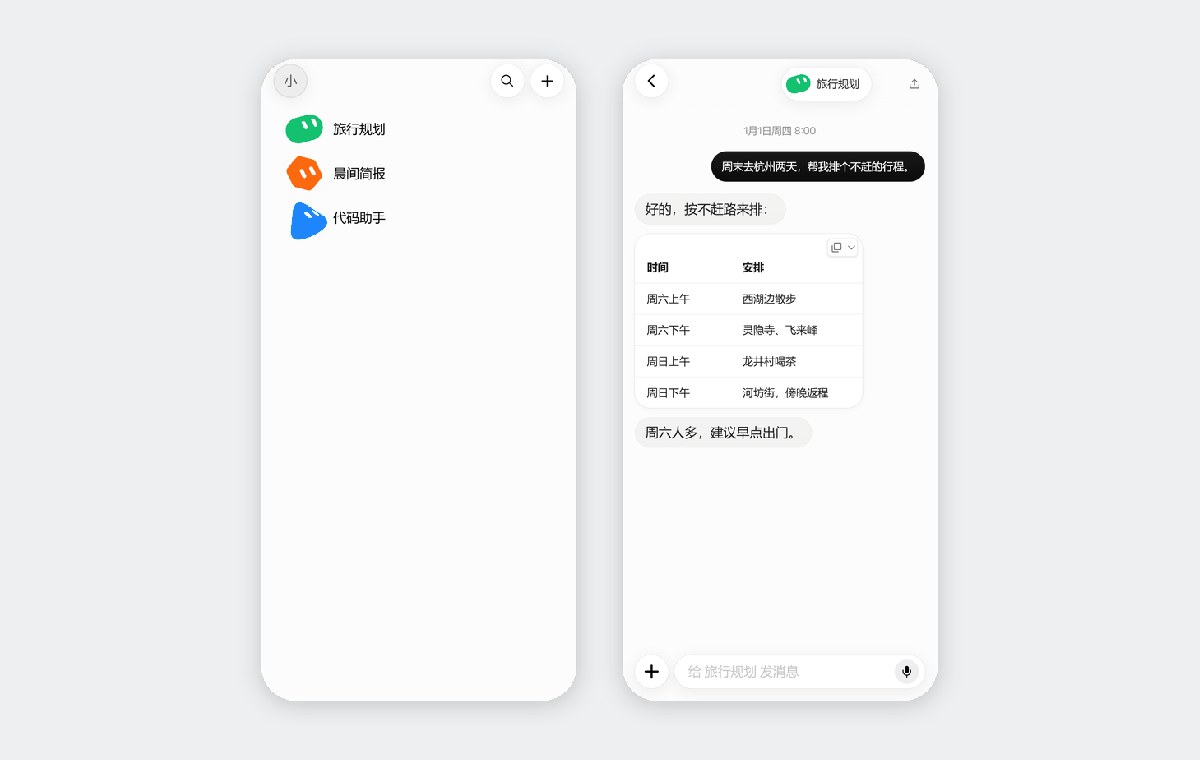 小
旅行规划
晨间简报
代码助手
旅行规划
1月1日周四 8:00
周末去杭州两天，帮我排个不赶的行程。
好的，按不赶路来排：
时间 安排
周六上午 西湖边散步
周六下午 灵隐寺、飞来峰
周日上午 龙井村喝茶
周日下午 河坊街，傍晚返程
周六人多，建议早点出门。
给 旅行规划 发消息